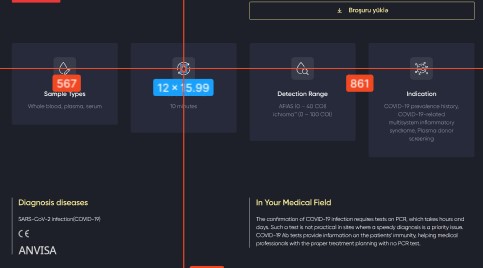 Broşuru yüklə
567
12 × 15.99
861
Sample Types
Detection Range
Indication
Whole blood, plasma, serum
10 minutes
AFIAS 10 - 60 COI
ichroma™ (0 - 100 COI)
COVID-19 prevalence history,
COVID-19-related
multisystem inflammatory
syndrome, Plasma donor
screening
Diagnosis diseases
SARS-CoV-2 infection(COVID-19)
CE
ANVISA
In Your Medical Field
The confirmation of COVID-19 infection requires tests on PCR, which takes hours and
days. Such a test is not practical in sites where a speedy diagnosis is a priority issue.
COVID-19 Ab tests provide information on the patients' immunity, helping medical
professionals with the proper treatment planning with no PCR test.